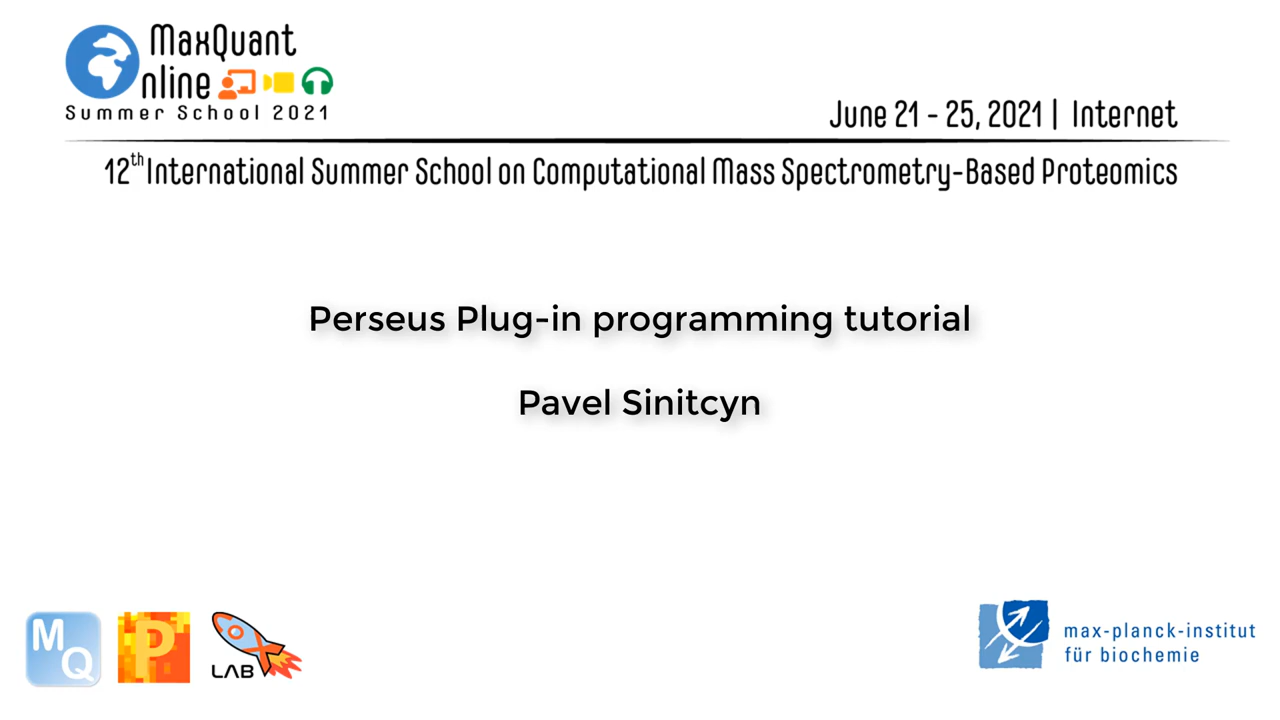 MaxQuant
Online
Summer School 2021
June 21 - 25, 2021 | Internet
12th International Summer School on Computational Mass Spectrometry-Based Proteomics
Perseus Plug-in programming tutorial
Pavel Sinitcyn
MQ
P
LAB
max-planck-institut
für biochemie